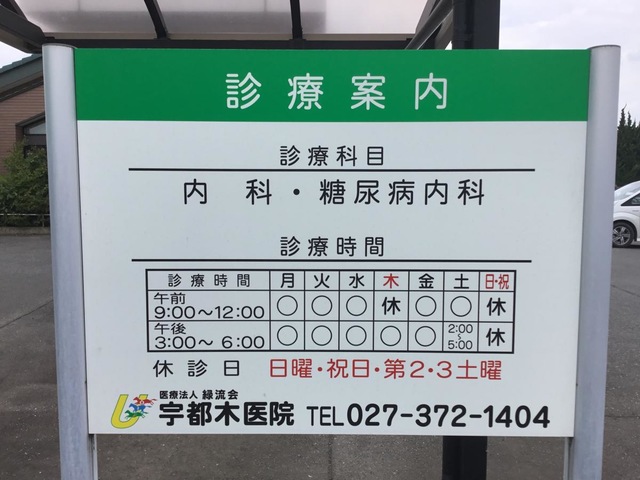 診療案内
診療科目
内 科・糖尿病内科
診療時間
診療時間 月 火 水 木 金 土 日・祝
午前 9:00〜12:00 ○ ○ ○ 休 ○ ○ 休
午後 3:00〜 6:00 ○ ○ ○ ○ ○ 2:00〜5:00 休
休診日 日曜・祝日・第2・3土曜
医療法人 緑流会
宇都木医院 TEL 027-372-1404